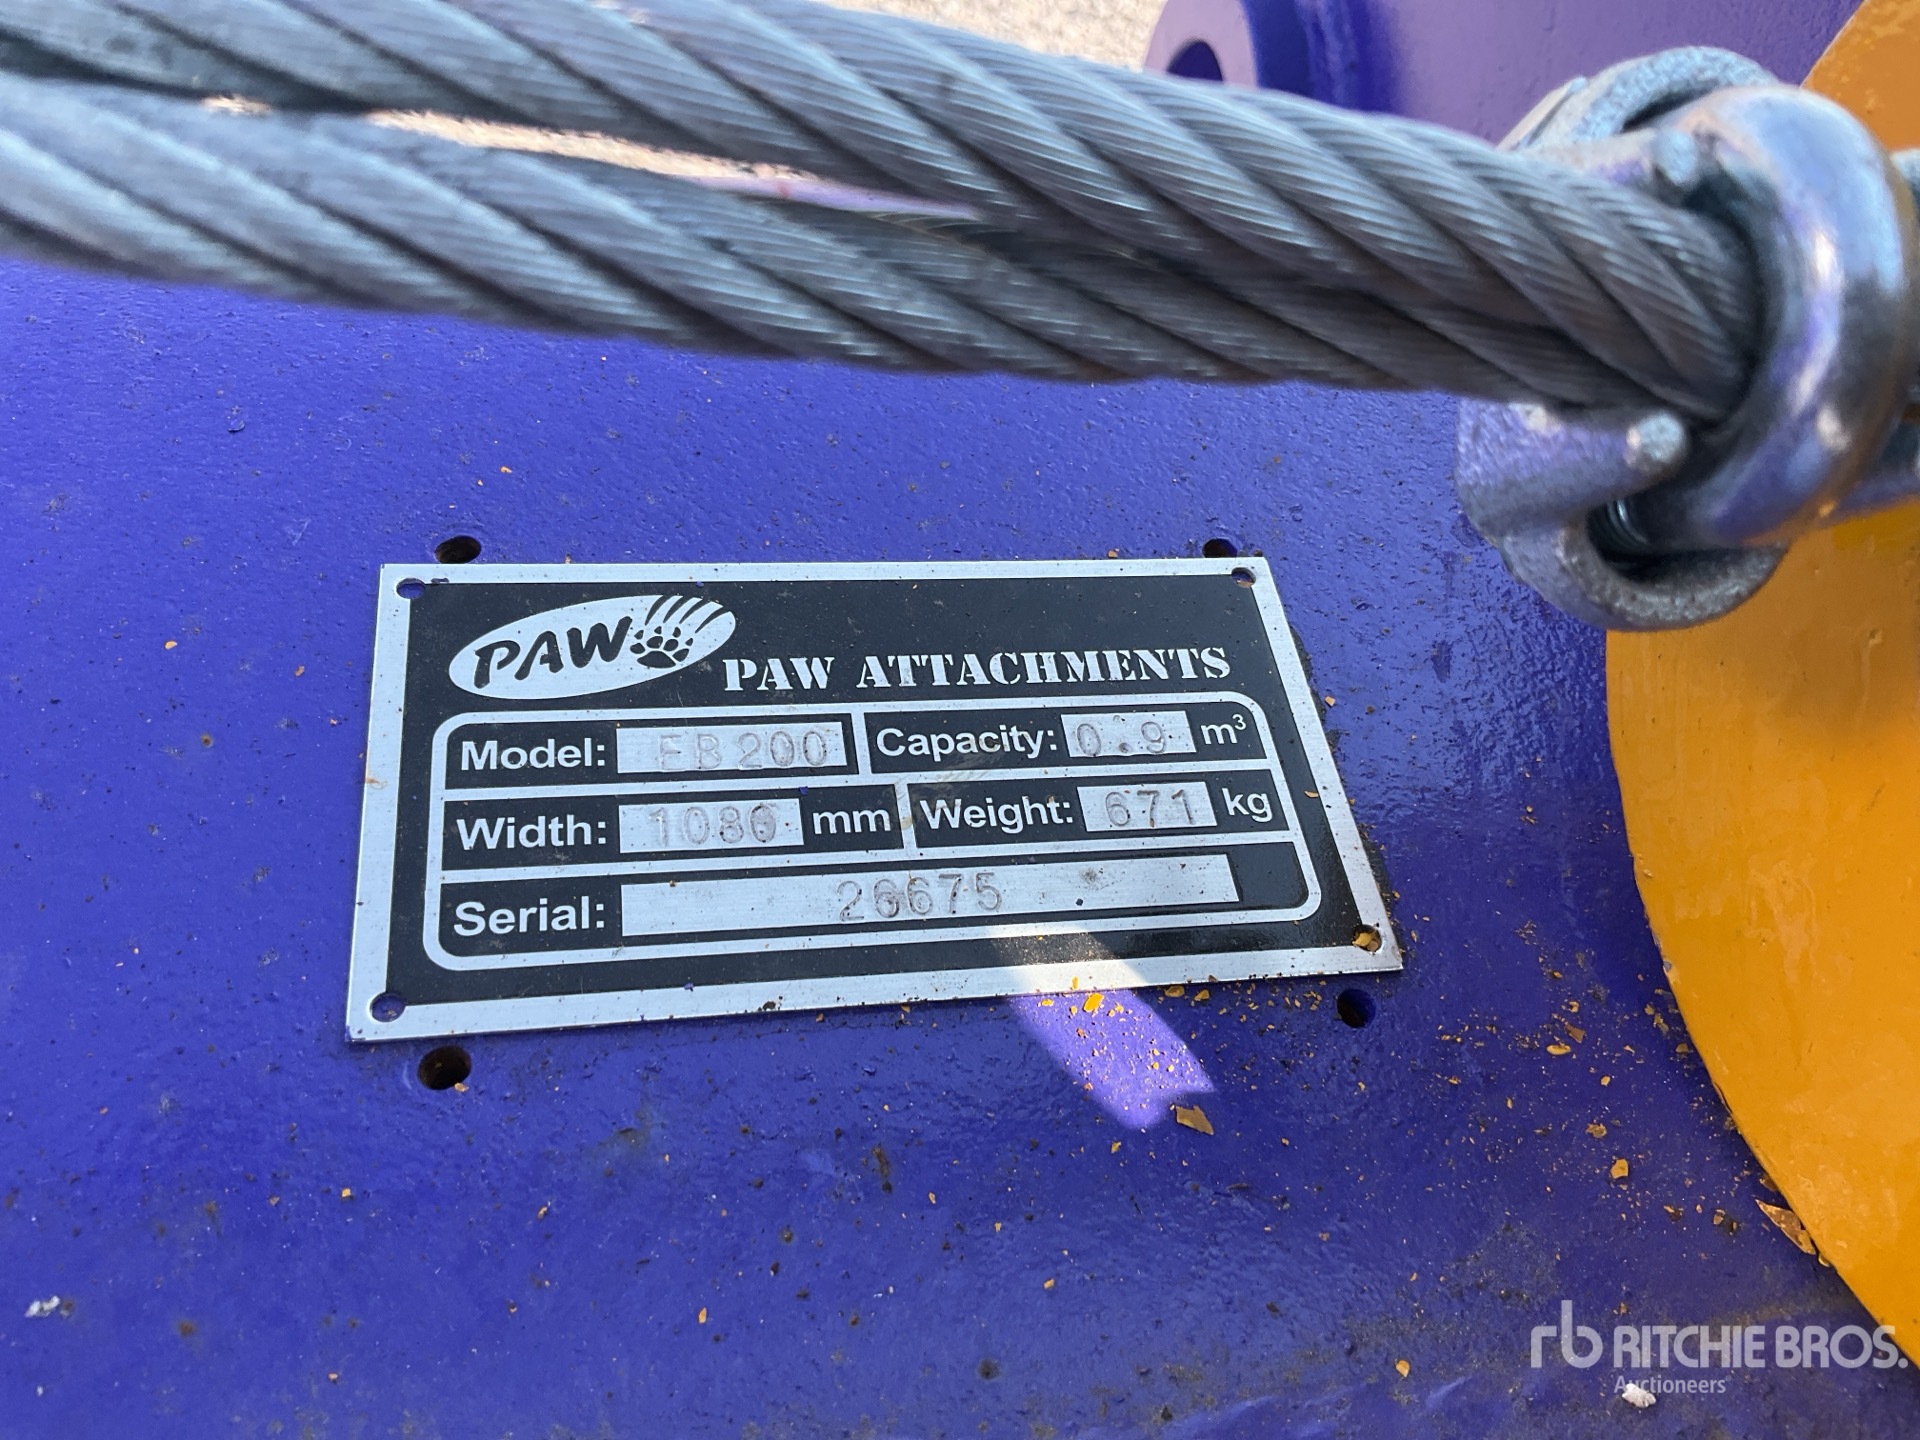 PAW
PAW ATTACHMENTS
Model: EB200 Capacity: 0.9 m³
Width: 1080 mm Weight: 671 kg
Serial: 26675
rb RITCHIE BROS.
Auctioneers